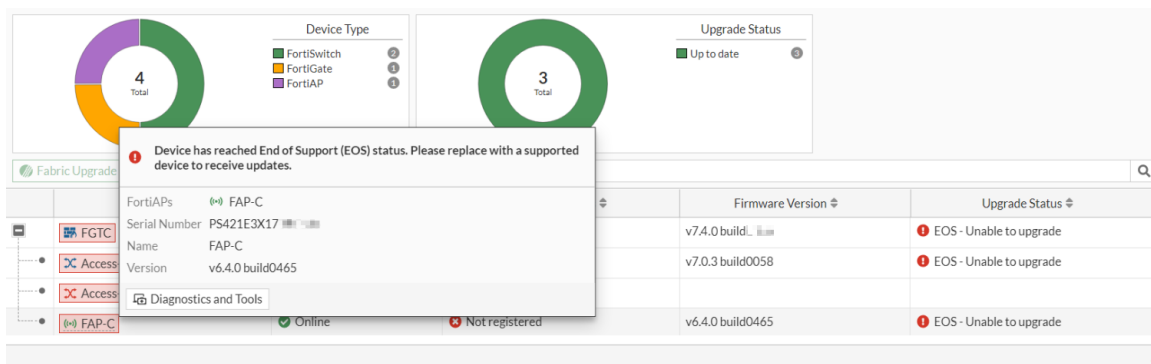 Device Type
FortiSwitch 2
FortiGate 1
FortiAP 1
4
Total
Upgrade Status
Up to date 3
3
Total
Fabric Upgrade
Device has reached End of Support (EOS) status. Please replace with a supported
device to receive updates.
FortiAPs FAP-C
Serial Number PS421E3X17
Name FAP-C
Version v6.4.0 build0465
Diagnostics and Tools
Firmware Version Upgrade Status
FGTC v7.4.0 build EOS - Unable to upgrade
Access- v7.0.3 build0058 EOS - Unable to upgrade
Access-
FAP-C Online Not registered v6.4.0 build0465 EOS - Unable to upgrade